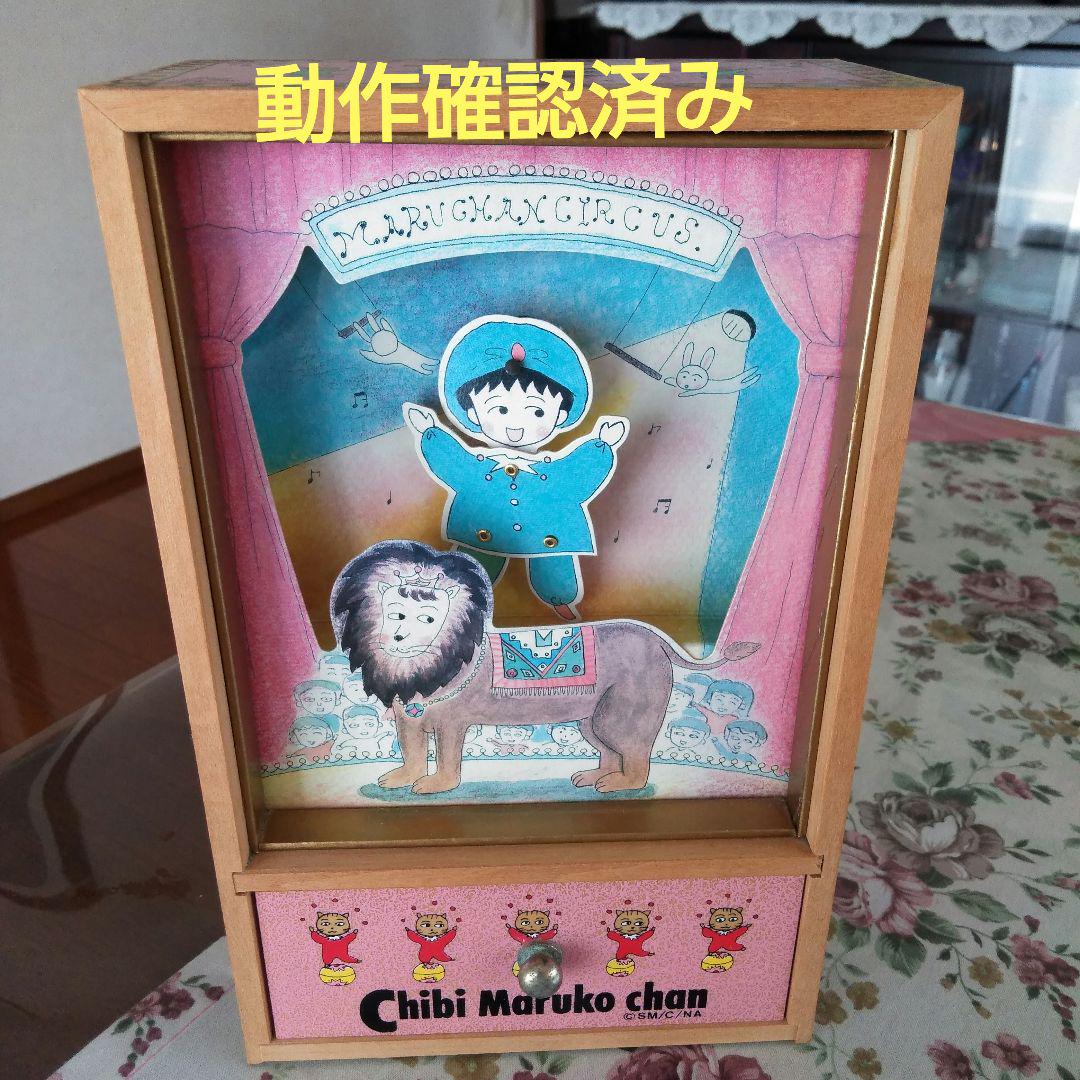 動作確認済み
MARUCHAN CIRCUS.
Chibi Maruko chan
©SM/C/NA